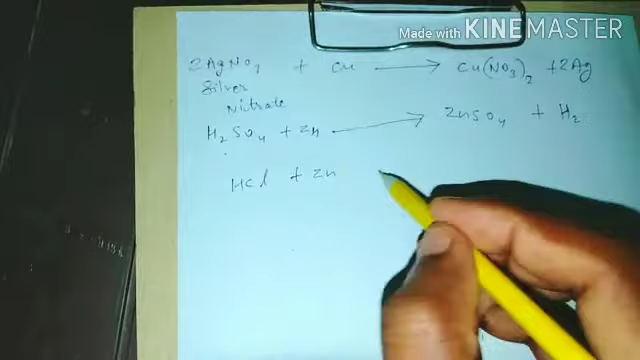 Made with KINEMASTER
2AgNO3 + Cu → Cu(NO3)2 + 2Ag
Silver
Nitrate
H2SO4 + Zn → ZnSO4 + H2
HCl + Zn